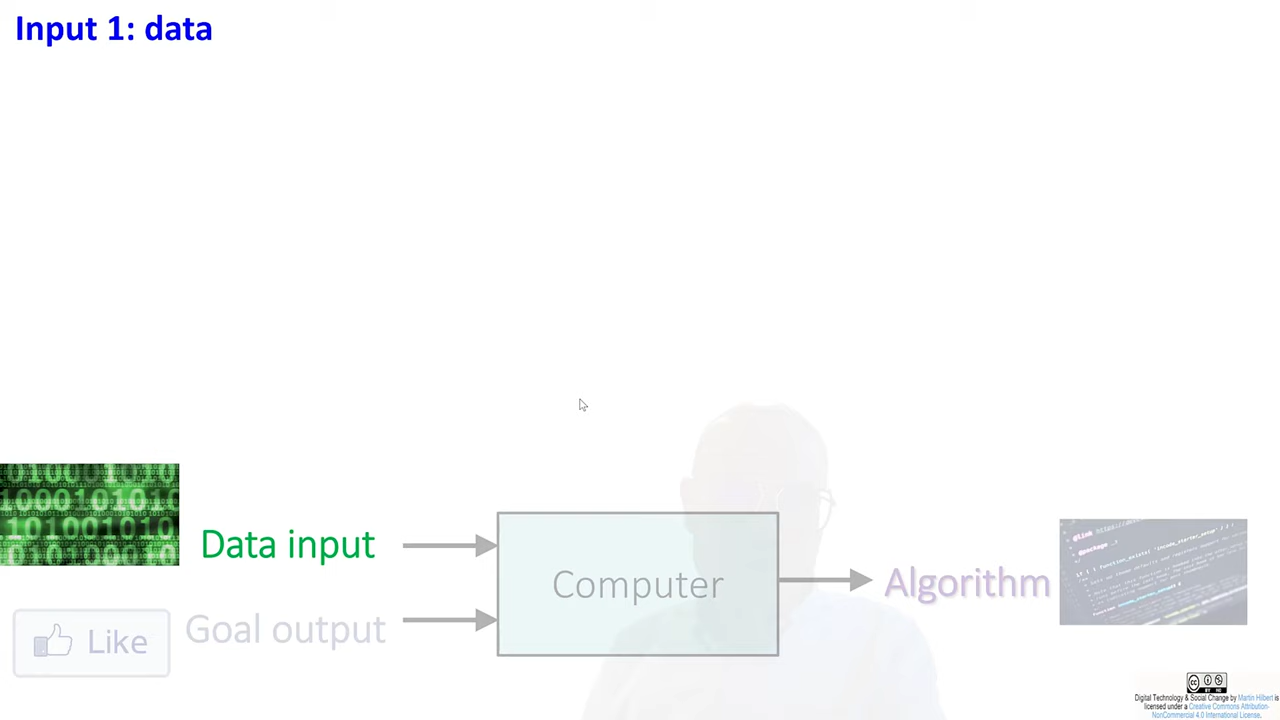 Input 1: data
Data input
Computer
Algorithm
Like
Goal output
Digital Technology & Social Change by Martin Hilbert is
licensed under a Creative Commons Attribution-
NonCommercial 4.0 International License.